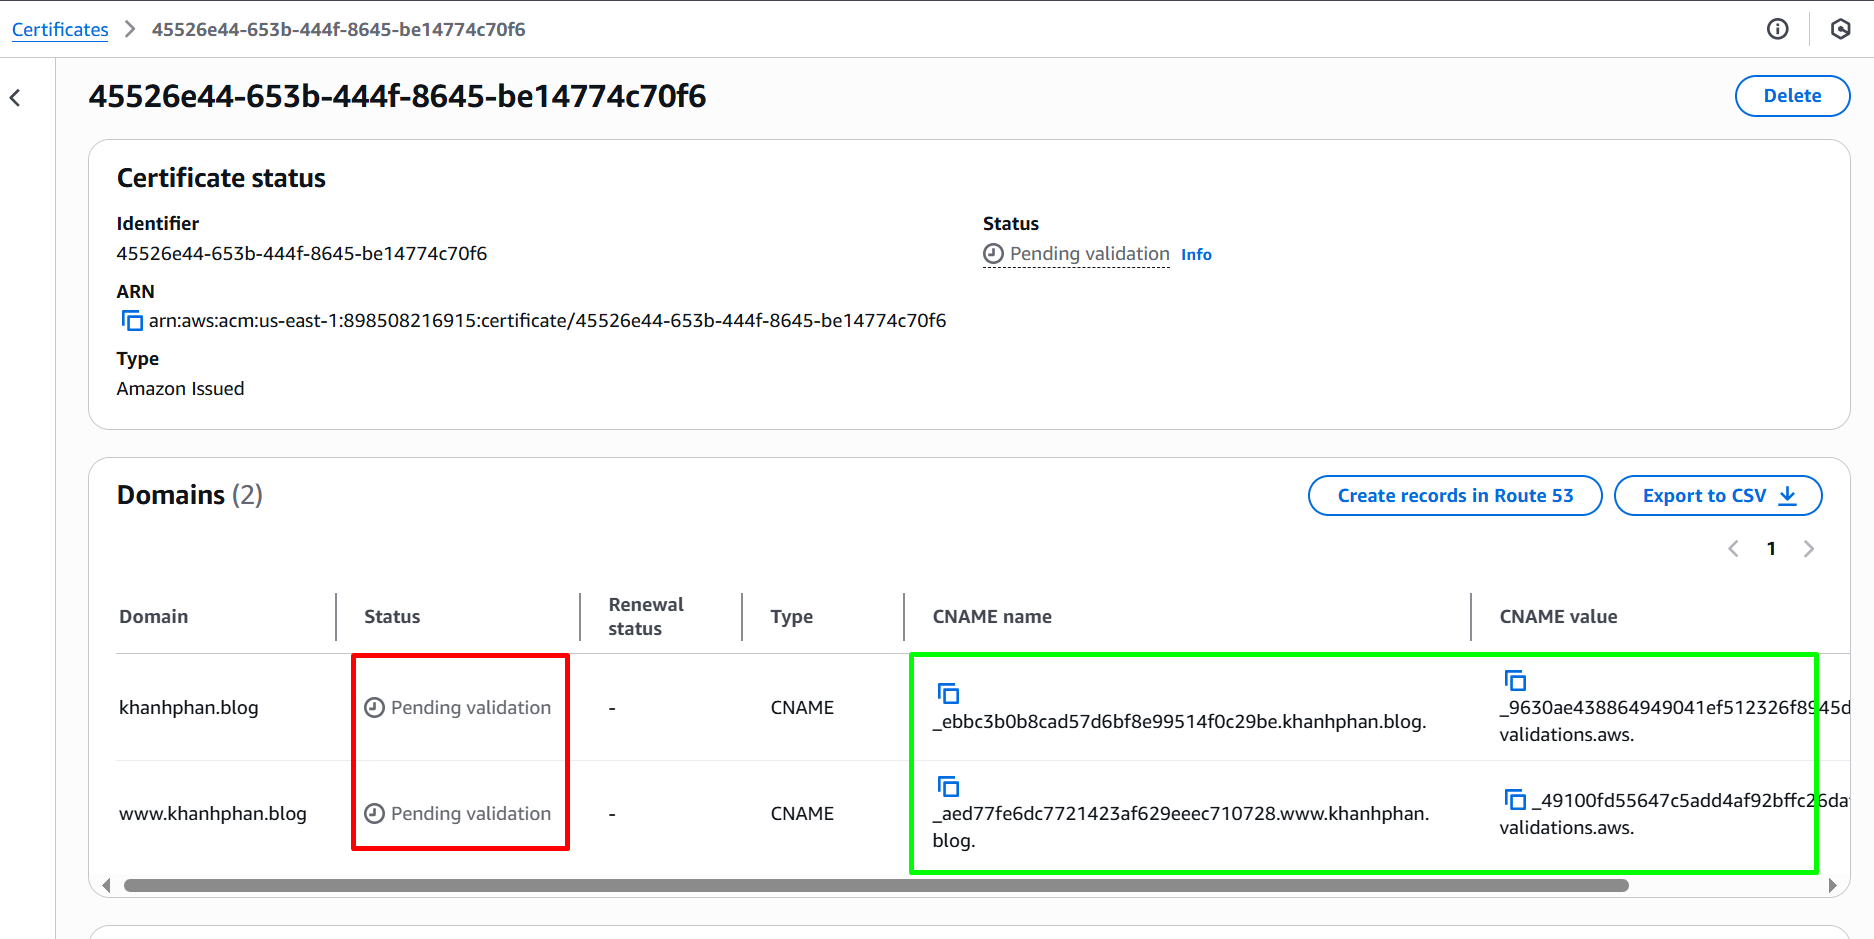 Certificates > 45526e44-653b-444f-8645-be14774c70f6
45526e44-653b-444f-8645-be14774c70f6
Delete
Certificate status
Identifier
45526e44-653b-444f-8645-be14774c70f6
Status
Pending validation Info
ARN
arn:aws:acm:us-east-1:898508216915:certificate/45526e44-653b-444f-8645-be14774c70f6
Type
Amazon Issued
Domains (2)
Create records in Route 53
Export to CSV
1
Domain
Status
Renewal
status
Type
CNAME name
CNAME value
khanhphan.blog
Pending validation
-
CNAME
_ebbc3b0b8cad57d6bf8e99514f0c29be.khanhphan.blog.
_9630ae438864949041ef512326f8945d
validations.aws.
www.khanhphan.blog
Pending validation
-
CNAME
_aed77fe6dc7721423af629eeec710728.www.khanhphan.
blog.
_49100fd55647c5add4af92bffc26da
validations.aws.